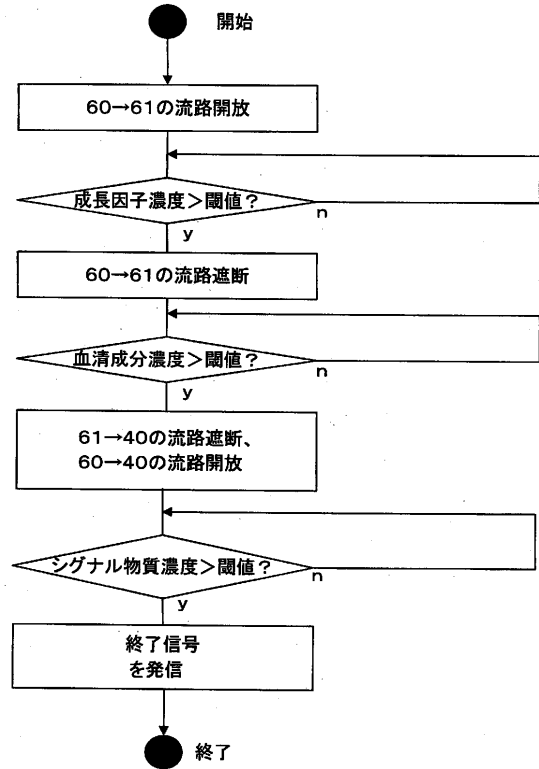 開始
60→61の流路開放
成長因子濃度>閾値?
n
y
60→61の流路遮断
血清成分濃度>閾値?
n
y
61→40の流路遮断、
60→40の流路開放
シグナル物質濃度>閾値?
n
y
終了信号
を発信
終了